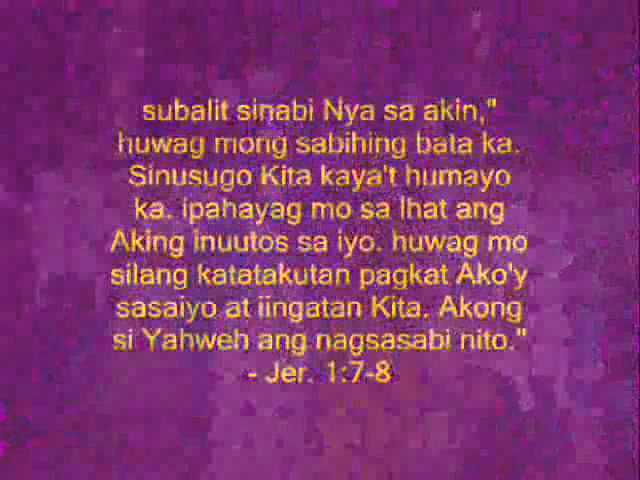 subalit sinabi Nya sa akin,"
huwag mong sabihing bata ka.
Sinusugo Kita kaya't humayo
ka. ipahayag mo sa lhat ang
Aking inuutos sa iyo. huwag mo
silang katatakutan pagkat Ako'y
sasaiyo at iingatan Kita. Akong
si Yahweh ang nagsasabi nito."
- Jer. 1:7-8